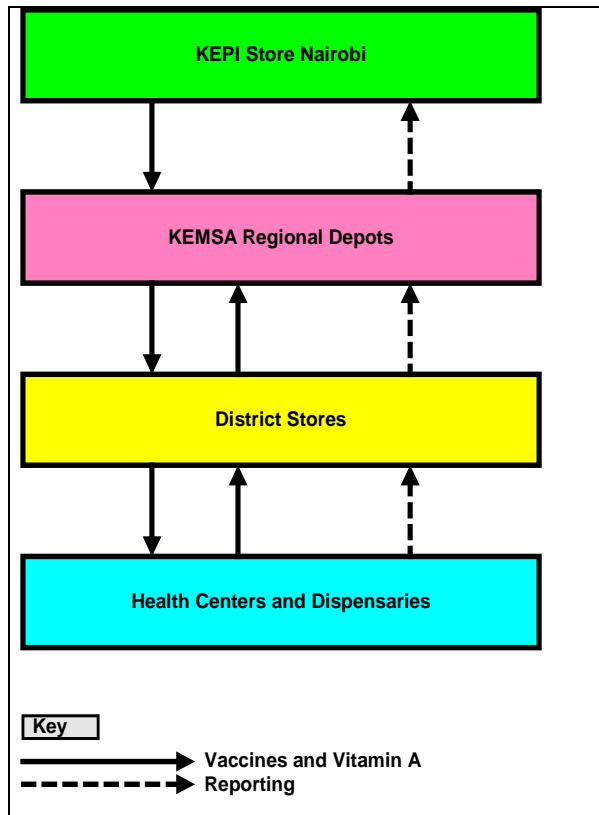 KEPI Store Nairobi
KEMSA Regional Depots
District Stores
Health Centers and Dispensaries
Key
Vaccines and Vitamin A
Reporting